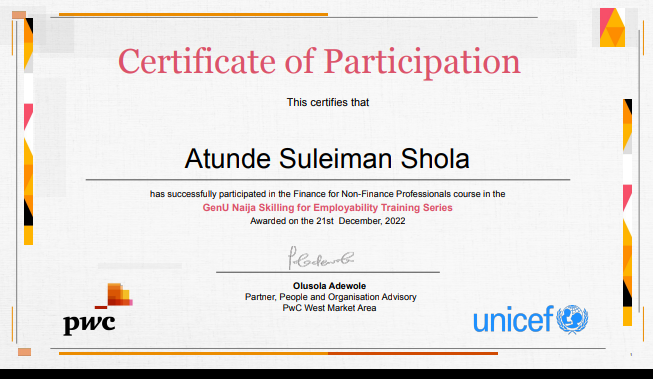 Certificate of Participation
This certifies that
Atunde Suleiman Shola
has successfully participated in the Finance for Non-Finance Professionals course in the
GenU Naija Skilling for Employability Training Series
Awarded on the 21st December, 2022
Olusola Adewole
Partner, People and Organisation Advisory
PwC West Market Area
pwc
unicef